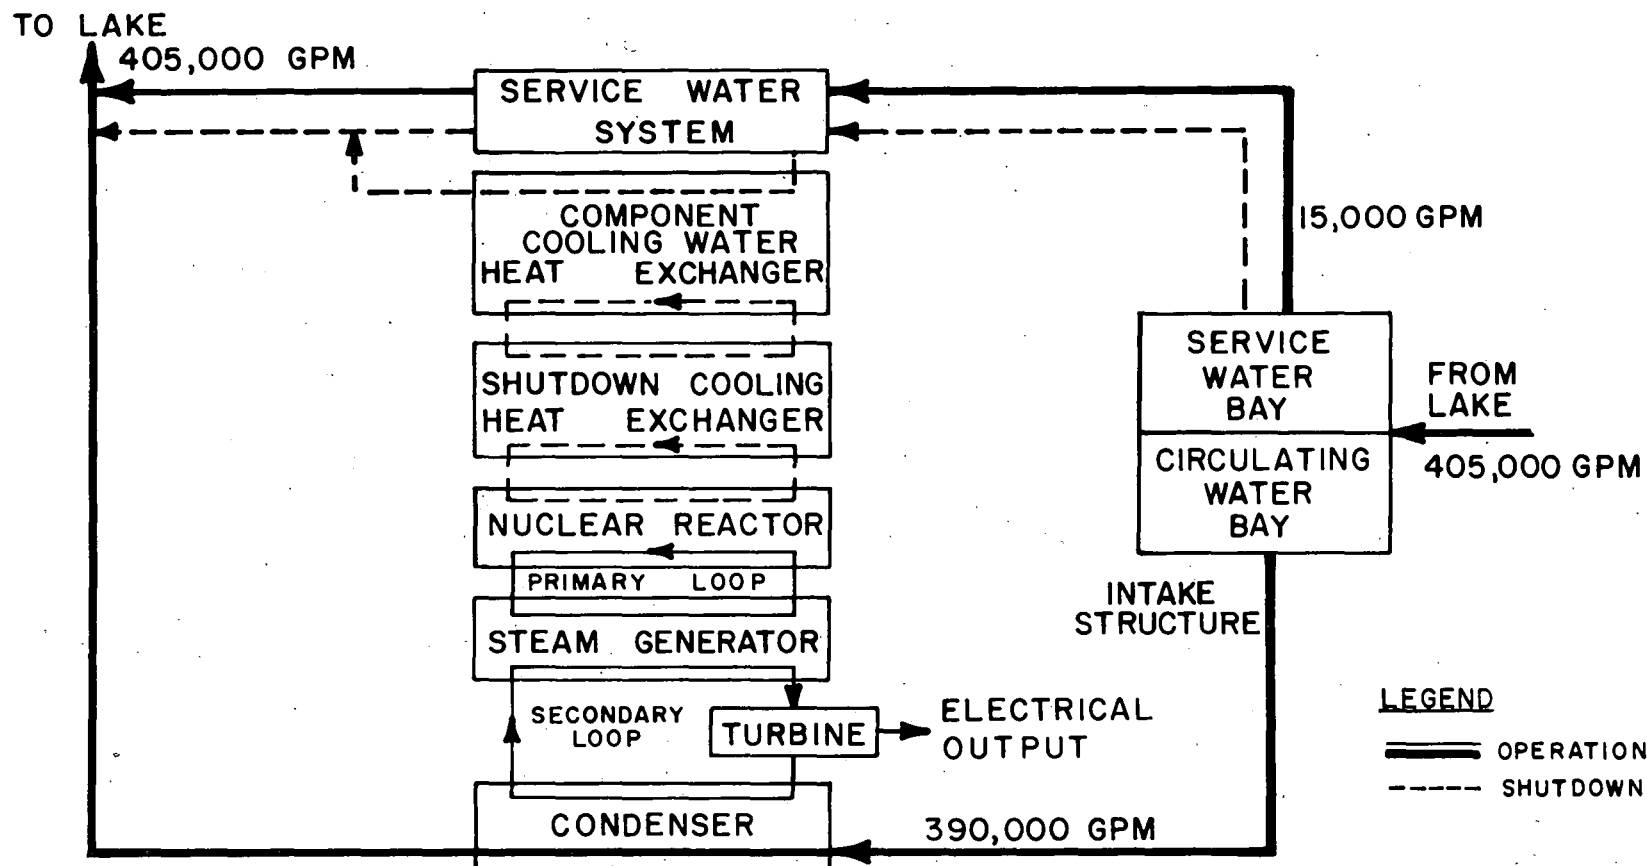 TO LAKE
405,000 GPM
SERVICE WATER
SYSTEM
COMPONENT
COOLING WATER
HEAT EXCHANGER
15,000 GPM
SHUTDOWN COOLING
HEAT EXCHANGER
SERVICE
WATER
BAY
FROM
LAKE
405,000 GPM
CIRCULATING
WATER
BAY
NUCLEAR REACTOR
PRIMARY LOOP
INTAKE
STRUCTURE
STEAM GENERATOR
SECONDARY
LOOP
TURBINE
ELECTRICAL
OUTPUT
LEGEND
OPERATION
SHUTDOWN
CONDENSER
390,000 GPM